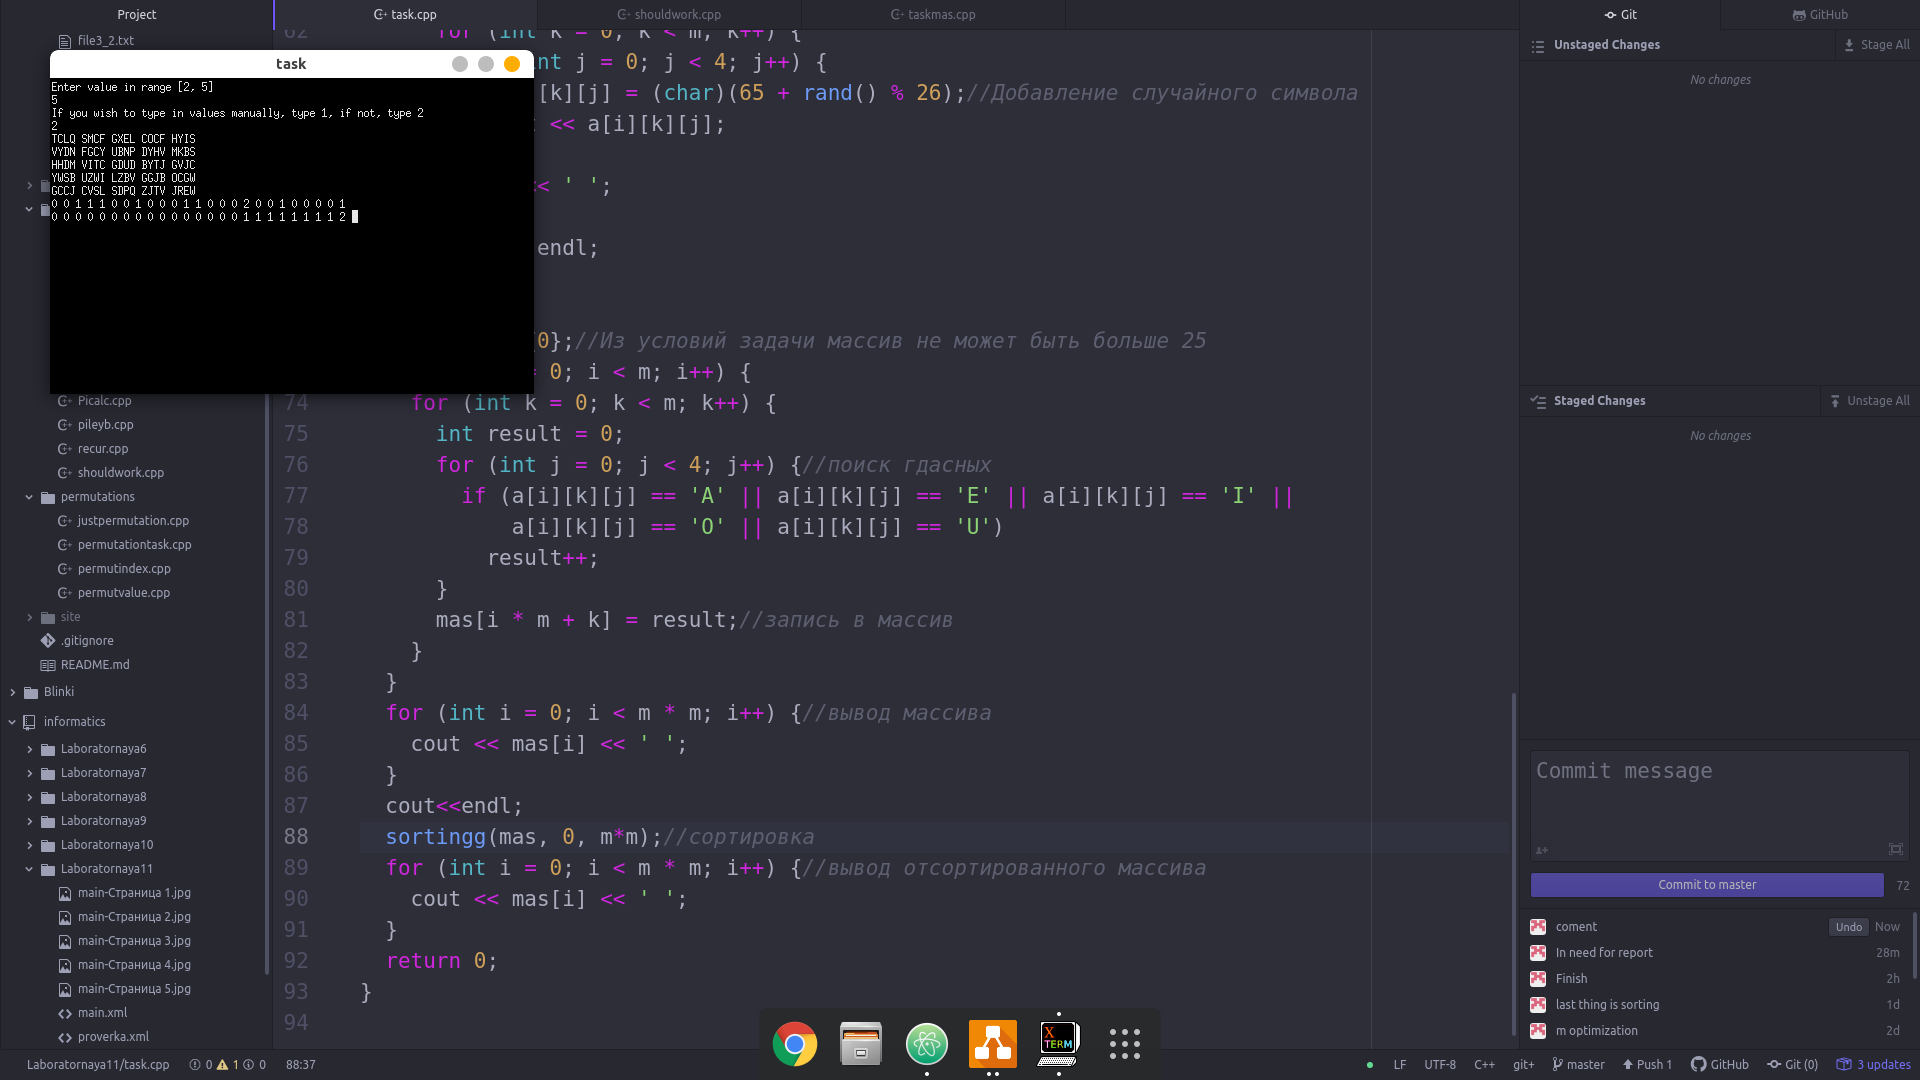 Project
task.cpp
shouldwork.cpp
taskmas.cpp
Git
GitHub
file3_2.txt
task
Enter value in range [2, 5]
5
If you wish to type in values manually, type 1, if not, type 2
2
TCLQ SMCF GXEL COCF HYIS
VYDN FGCY UBNP DYHV MKBS
HHDM VITC GDUD BYTJ GVJC
YWSB UZWI LZBV GGJB OCGW
GCCJ CVSL SDPQ ZJTV JREW
0 0 1 1 1 0 0 1 0 0 0 1 1 0 0 0 2 0 0 1 0 0 0 0 1
0 0 0 0 0 0 0 0 0 0 0 0 0 0 0 0 1 1 1 1 1 1 1 1 2
62 for (int k = 0; k < m; k++) {
int j = 0; j < 4; j++) {
[k][j] = (char)(65 + rand() % 26);//Добавление случайного символа
<< a[i][k][j];
<< ' ';
endl;
{0};//Из условий задачи массив не может быть больше 25
0; i < m; i++) {
74 for (int k = 0; k < m; k++) {
75 int result = 0;
76 for (int j = 0; j < 4; j++) {//поиск гдасных
77 if (a[i][k][j] == 'A' || a[i][k][j] == 'E' || a[i][k][j] == 'I' ||
78 a[i][k][j] == 'O' || a[i][k][j] == 'U')
79 result++;
80 }
81 mas[i * m + k] = result;//запись в массив
82 }
83 }
84 for (int i = 0; i < m * m; i++) {//вывод массива
85 cout << mas[i] << ' ';
86 }
87 cout<<endl;
88 sortingg(mas, 0, m*m);//сортировка
89 for (int i = 0; i < m * m; i++) {//вывод отсортированного массива
90 cout << mas[i] << ' ';
91 }
92 return 0;
93 }
94
Picalc.cpp
pileyb.cpp
recur.cpp
shouldwork.cpp
permutations
justpermutation.cpp
permutationtask.cpp
permutindex.cpp
permutvalue.cpp
site
.gitignore
README.md
Blinki
informatics
Laboratornaya6
Laboratornaya7
Laboratornaya8
Laboratornaya9
Laboratornaya10
Laboratornaya11
main-Страница 1.jpg
main-Страница 2.jpg
main-Страница 3.jpg
main-Страница 4.jpg
main-Страница 5.jpg
main.xml
proverka.xml
Unstaged Changes
Stage All
No changes
Staged Changes
Unstage All
No changes
Commit message
Commit to master
72
coment Undo Now
In need for report 28m
Finish 2h
last thing is sorting 1d
m optimization 2d
X TERM
Laboratornaya11/task.cpp 0 1 0 88:37
LF UTF-8 C++ git+ master Push 1 GitHub Git (0) 3 updates